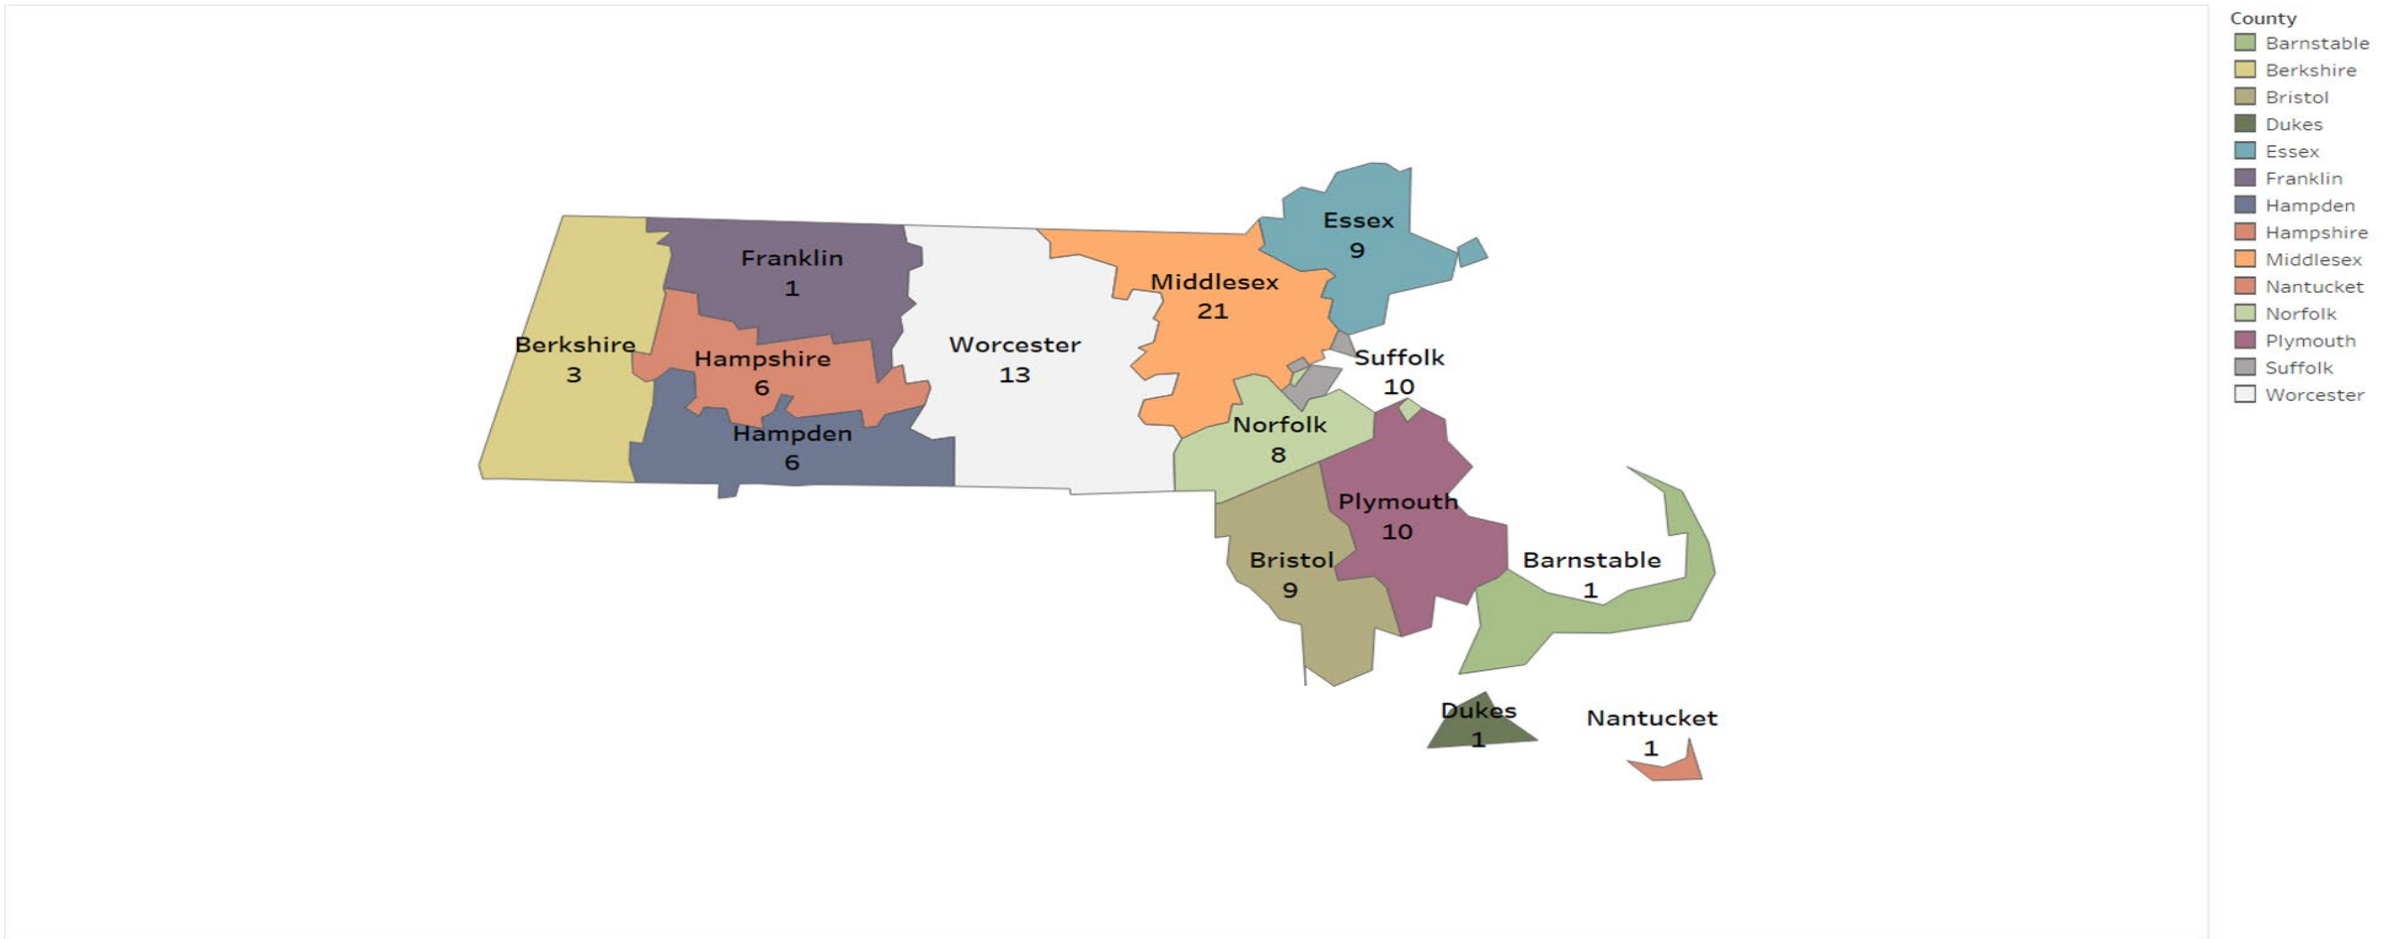 Essex
9
Franklin
1
Middlesex
21
Berkshire
3
Hampshire
6
Worcester
13
Suffolk
10
Hampden
6
Norfolk
8
Plymouth
10
Bristol
9
Barnstable
1
Dukes
1
Nantucket
1
County
Barnstable
Berkshire
Bristol
Dukes
Essex
Franklin
Hampden
Hampshire
Middlesex
Nantucket
Norfolk
Plymouth
Suffolk
Worcester